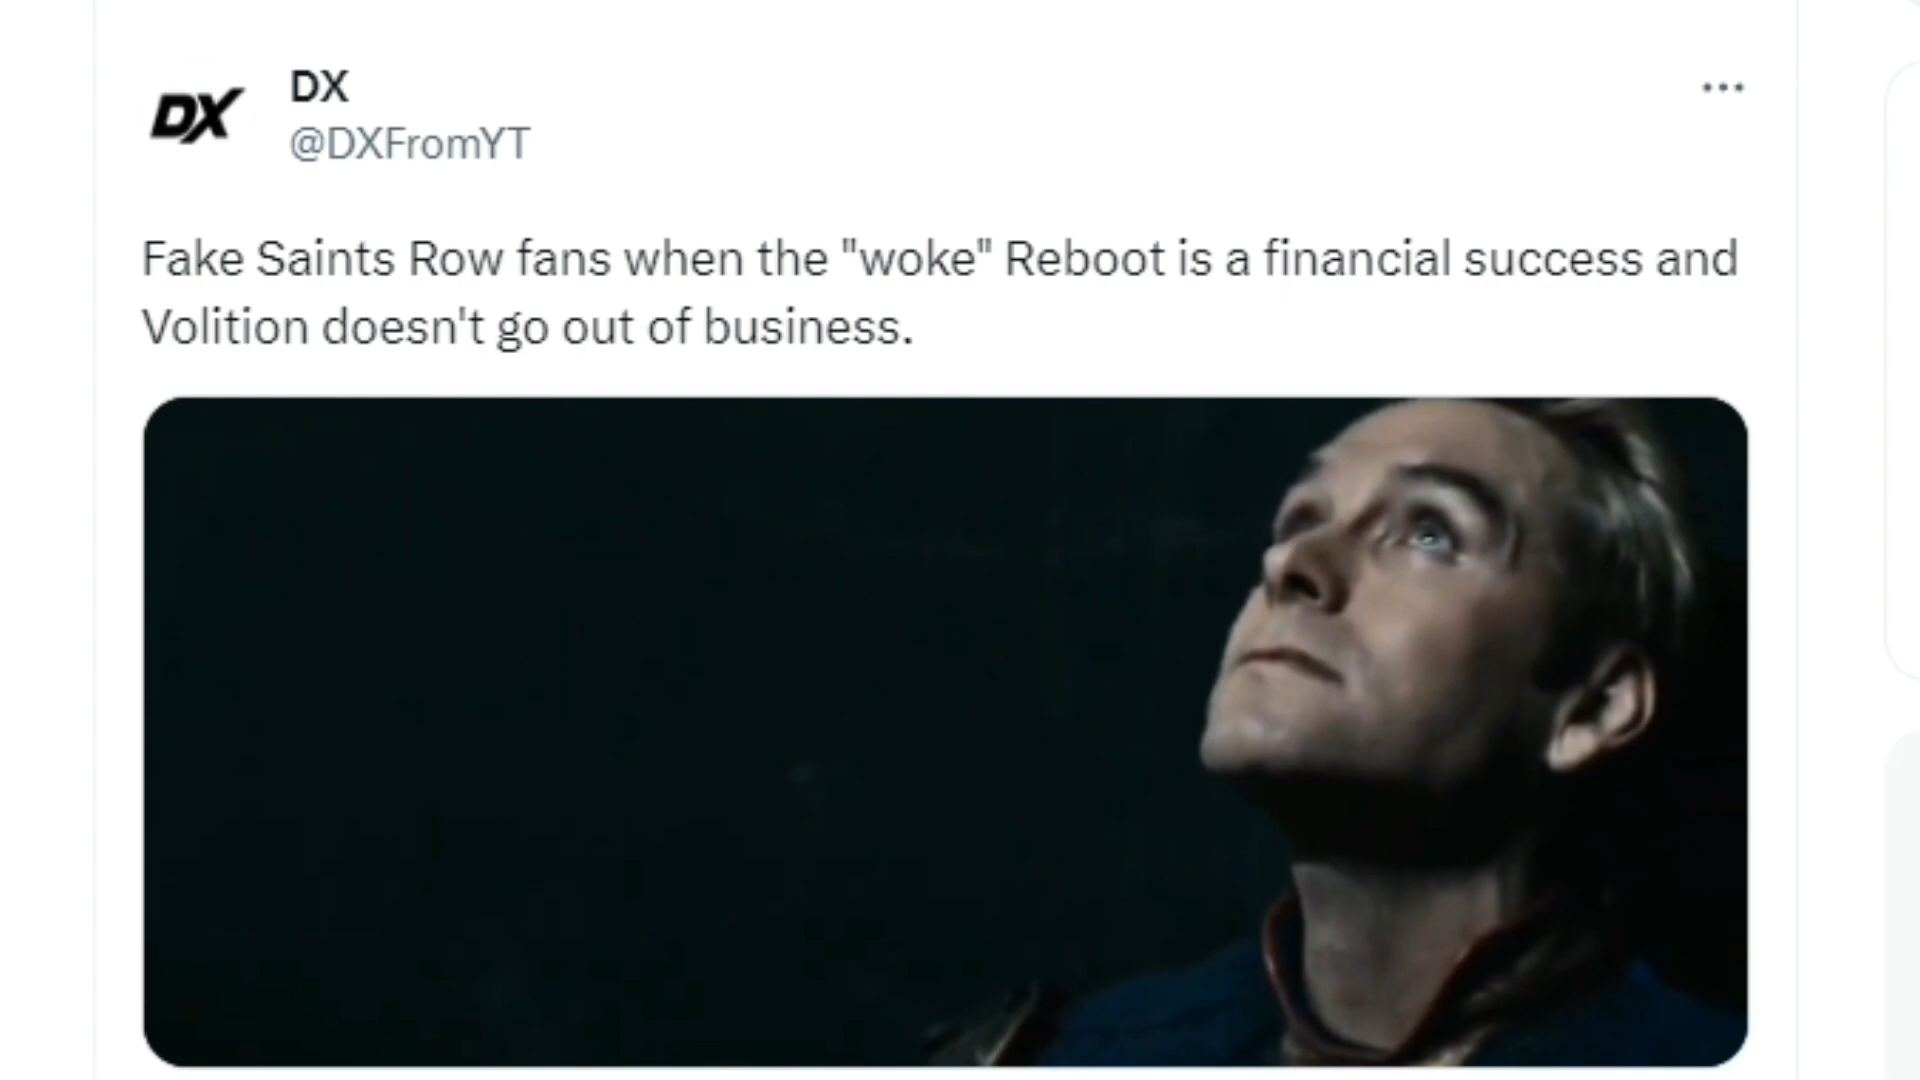 DX
DX
@DXFromYT
Fake Saints Row fans when the "woke" Reboot is a financial success and
Volition doesn't go out of business.